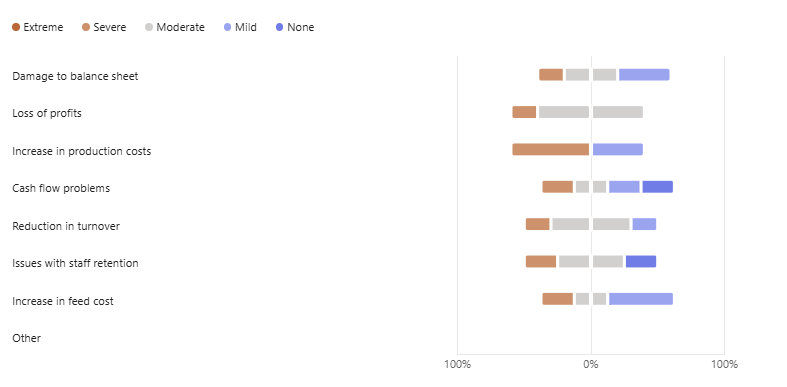 Extreme Severe Moderate Mild None
Damage to balance sheet
Loss of profits
Increase in production costs
Cash flow problems
Reduction in turnover
Issues with staff retention
Increase in feed cost
Other
100% 0% 100%